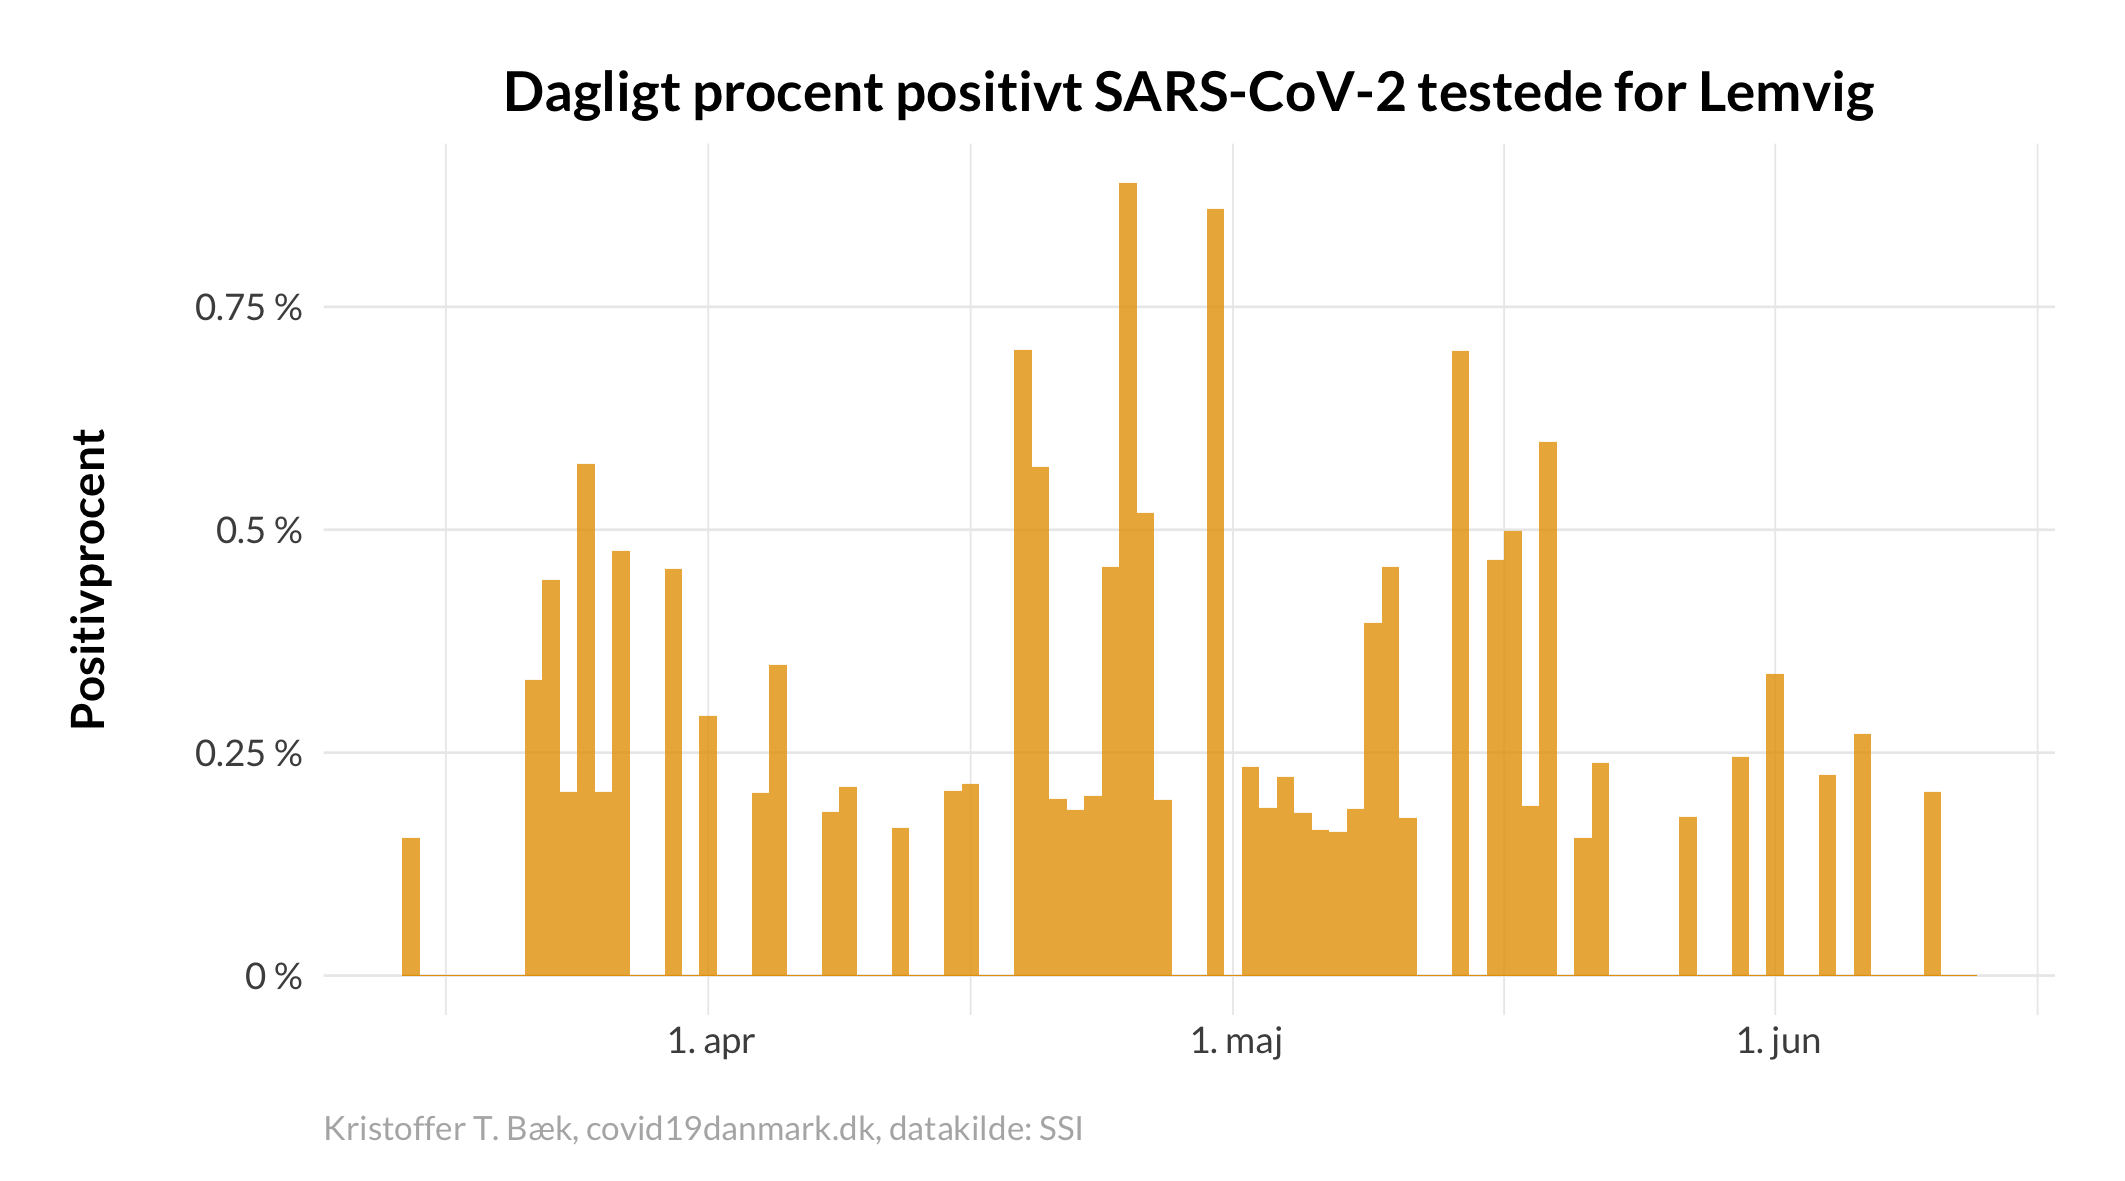 Dagligt procent positivt SARS-CoV-2 testede for Lemvig
Positivprocent
0.75 %
0.5 %
0.25 %
0 %
1. apr
1. maj
1. jun
Kristoffer T. Bæk, covid19danmark.dk, datakilde: SSI